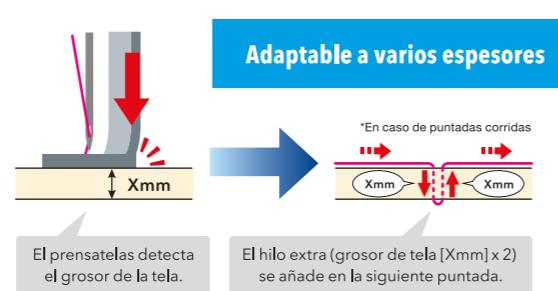 Adaptable a varios espesores
*En caso de puntadas corridas
Xmm
Xmm
Xmm
El prensatelas detecta
el grosor de la tela.
El hilo extra (grosor de tela [Xmm] x 2)
se añade en la siguiente puntada.